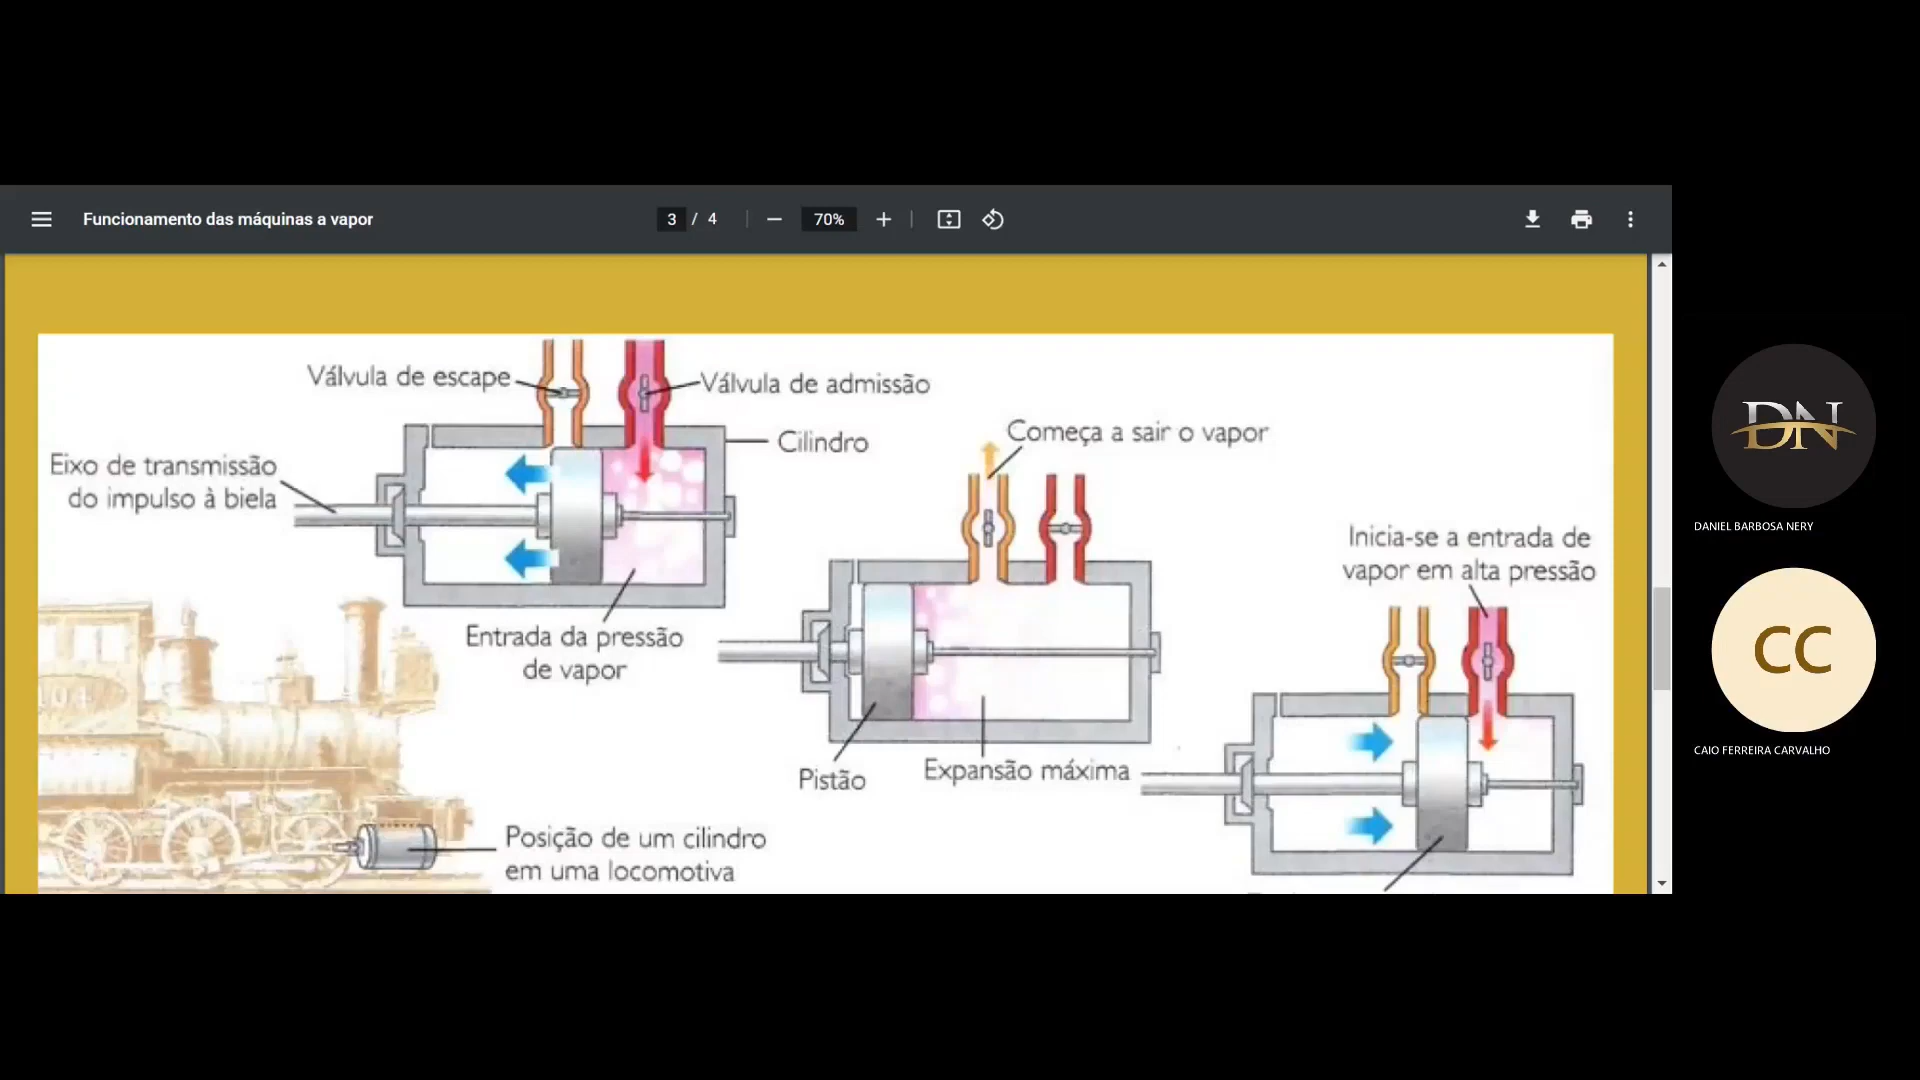 Funcionamento das máquinas a vapor
3 / 4
70%
Válvula de escape
Válvula de admissão
Cilindro
Eixo de transmissão
do impulso à biela
Entrada da pressão
de vapor
Começa a sair o vapor
Pistão
Expansão máxima
Inicia-se a entrada de
vapor em alta pressão
Posição de um cilindro
em uma locomotiva
DN
DANIEL BARBOSA NERY
CC
CAIO FERREIRA CARVALHO